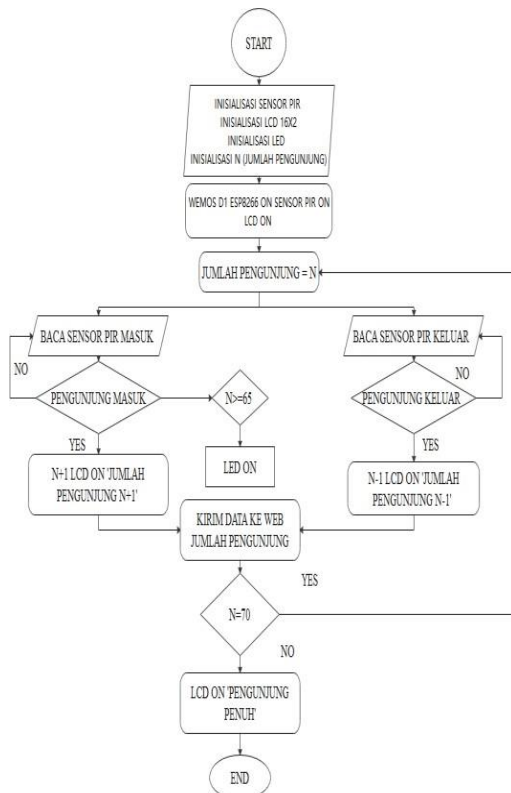 START
INISIALISASI SENSOR PIR
INISIALISASI LCD 16X2
INISIALISASI LED
INISIALISASI N (JUMLAH PENGUNJUNG)
WEMOS D1 ESP8266 ON SENSOR PIR ON
LCD ON
JUMLAH PENGUNJUNG = N
BACA SENSOR PIR MASUK
BACA SENSOR PIR KELUAR
NO
NO
PENGUNJUNG MASUK
N>=65
PENGUNJUNG KELUAR
YES
YES
N+1 LCD ON 'JUMLAH
PENGUNJUNG N+1'
LED ON
N-1 LCD ON 'JUMLAH
PENGUNJUNG N-1'
KIRIM DATA KE WEB
JUMLAH PENGUNJUNG
YES
N=70
NO
LCD ON 'PENGUNJUNG
PENUH'
END